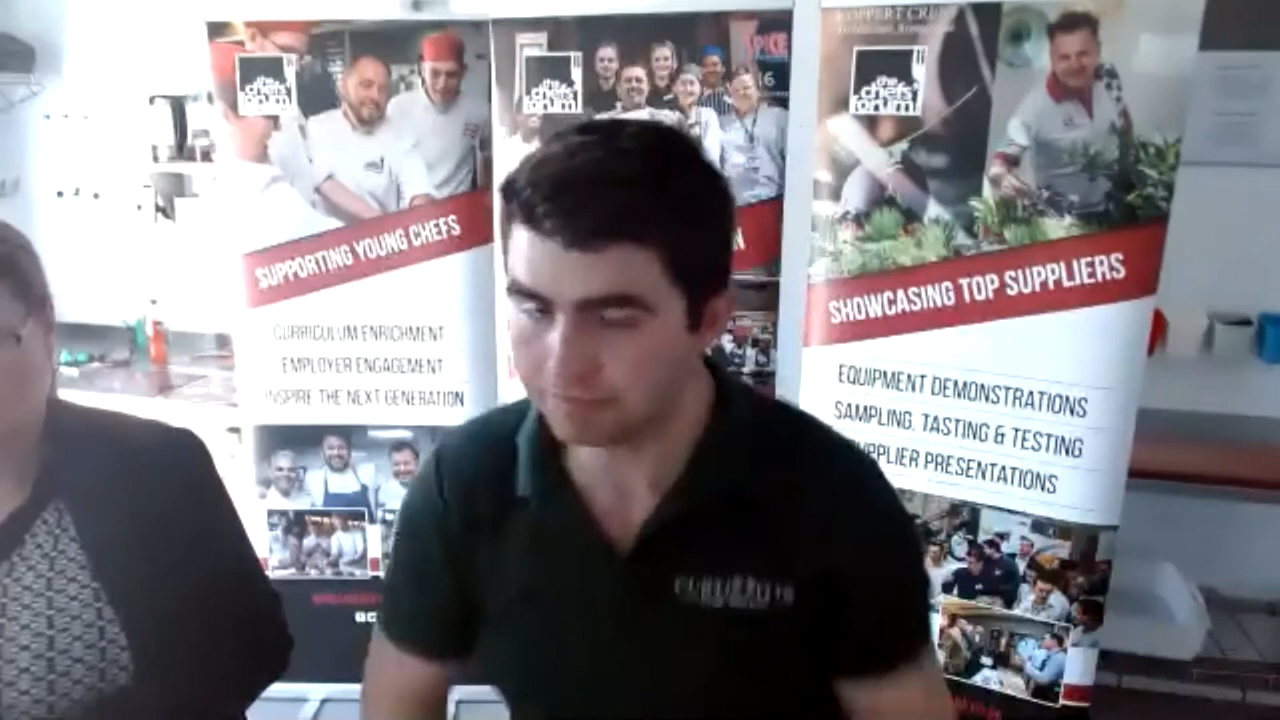 the
chefs'
forum
SUPPORTING YOUNG CHEFS
CURRICULUM ENRICHMENT
EMPLOYER ENGAGEMENT
INSPIRE THE NEXT GENERATION
the
chefs'
forum
SPICE
the
chefs'
forum
SHOWCASING TOP SUPPLIERS
EQUIPMENT DEMONSTRATIONS
SAMPLING, TASTING & TESTING
SUPPLIER PRESENTATIONS